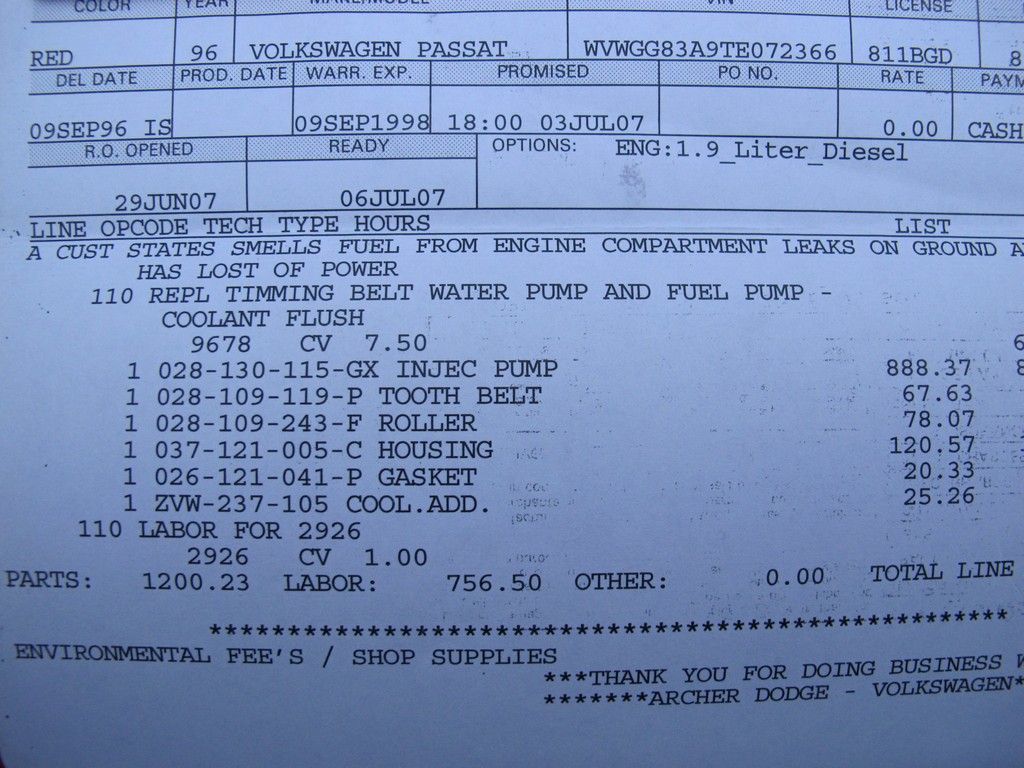 COLOR YEAR MAKE/MODEL VIN LICENSE
RED 96 VOLKSWAGEN PASSAT WVWGG83A9TE072366 811BGD 8
DEL DATE PROD. DATE WARR. EXP. PROMISED PO NO. RATE PAYM
09SEP96 IS 09SEP1998 18:00 03JUL07 0.00 CASH
R.O. OPENED READY OPTIONS: ENG:1.9_Liter_Diesel
29JUN07 06JUL07
LINE OPCODE TECH TYPE HOURS LIST
A CUST STATES SMELLS FUEL FROM ENGINE COMPARTMENT LEAKS ON GROUND A
HAS LOST OF POWER
110 REPL TIMMING BELT WATER PUMP AND FUEL PUMP -
COOLANT FLUSH
9678 CV 7.50 6
1 028-130-115-GX INJEC PUMP 888.37 8
1 028-109-119-P TOOTH BELT 67.63
1 028-109-243-F ROLLER 78.07
1 037-121-005-C HOUSING 120.57
1 026-121-041-P GASKET 20.33
1 ZVW-237-105 COOL.ADD. 25.26
110 LABOR FOR 2926
2926 CV 1.00
PARTS: 1200.23 LABOR: 756.50 OTHER: 0.00 TOTAL LINE
****************************************************
ENVIRONMENTAL FEE'S / SHOP SUPPLIES
***THANK YOU FOR DOING BUSINESS W
*******ARCHER DODGE - VOLKSWAGEN*